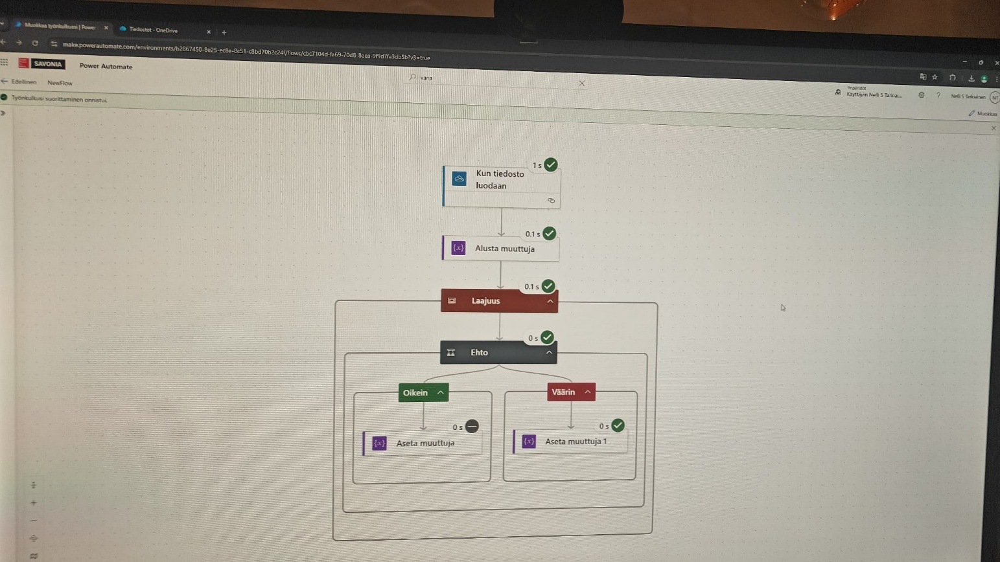 Muokkaa työnkulkuasi | Power
Tiedostot - OneDrive
make.powerautomate.com/environments/b2867450-8e25-ec8e-8c51-c8bd70b2c24f/flows/cbc7104d-fa69-70d8-8eea-9f9d7fa3db5b?v3=true
SAVONIA
Power Automate
vana
Ympäristöt
Käyttäjän Nelli S Tarkiai...
?
Nelli S Tarkiainen
NT
Edellinen
NewFlow
Muokkaa
Työnkulkusi suorittaminen onnistui.
1 s
Kun tiedosto
luodaan
0.1 s
{x}
Alusta muuttuja
0.1 s
Laajuus
0 s
Ehto
Oikein
Väärin
0 s
{x}
Aseta muuttuja
0 s
{x}
Aseta muuttuja 1